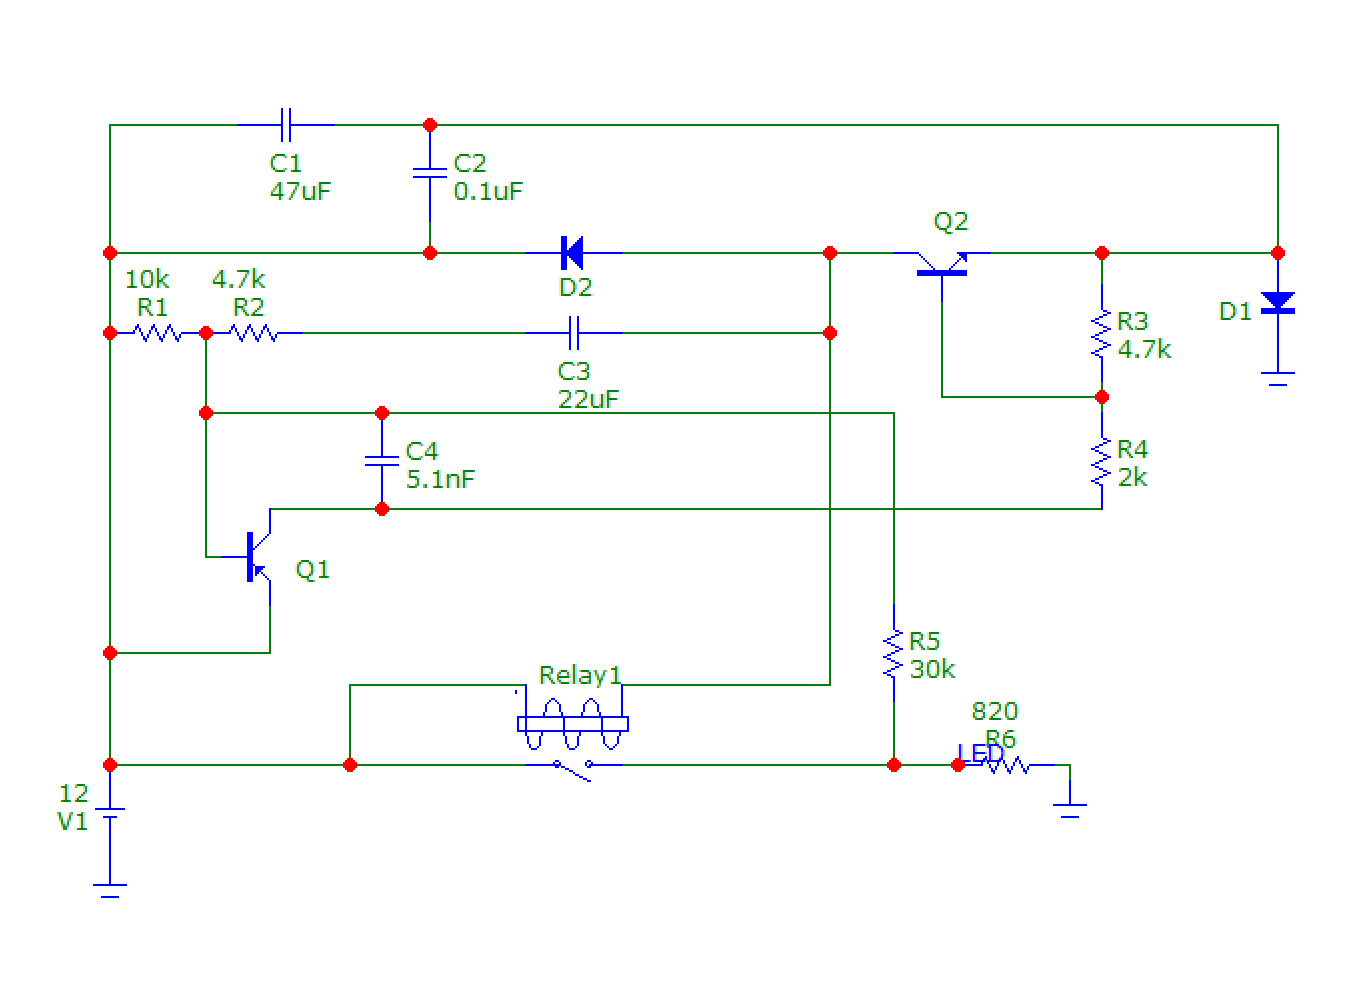 C1
47uF
C2
0.1uF
Q2
10k
R1
4.7k
R2
D2
D1
R3
4.7k
C3
22uF
C4
5.1nF
R4
2k
Q1
R5
30k
Relay1
820
R6
LED
12
V1